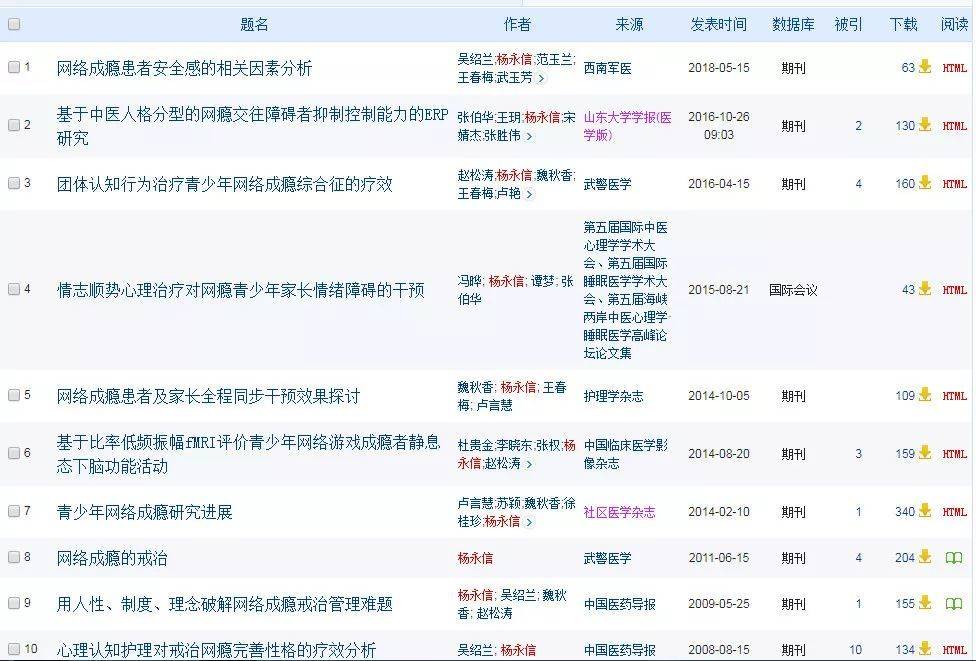 题名 作者 来源 发表时间 数据库 被引 下载 阅读
1 网络成瘾患者安全感的相关因素分析 吴绍兰;杨永信;范玉兰; 西南军医 2018-05-15 期刊 63 HTML
王春梅;武玉芳
2 基于中医人格分型的网瘾交往障碍者抑制控制能力的ERP 张伯华;王玥;杨永信;宋 山东大学学报(医 2016-10-26 期刊 2 130 HTML
研究 婧杰;张胜伟 学版) 09:03
3 团体认知行为治疗青少年网络成瘾综合征的疗效 赵松涛;杨永信;魏秋香; 武警医学 2016-04-15 期刊 4 160 HTML
王春梅;卢艳
4 情志顺势心理治疗对网瘾青少年家长情绪障碍的干预 冯晔; 杨永信; 谭梦; 张 第五届国际中医 2015-08-21 国际会议 43 HTML
伯华 心理学学术大
会、第五届国际
睡眠医学学术大
会、第五届海峡
两岸中医心理学·
睡眠医学高峰论
坛论文集
5 网络成瘾患者及家长全程同步干预效果探讨 魏秋香; 杨永信; 王春 护理学杂志 2014-10-05 期刊 109 HTML
梅; 卢言慧
6 基于比率低频振幅fMRI评价青少年网络游戏成瘾者静息 杜贵金;李晓东;张权;杨 中国临床医学影 2014-08-20 期刊 3 159 HTML
态下脑功能活动 永信;赵松涛 像杂志
7 青少年网络成瘾研究进展 卢言慧;苏颖;魏秋香;徐 社区医学杂志 2014-02-10 期刊 1 340 HTML
桂珍;杨永信
8 网络成瘾的戒治 杨永信 武警医学 2011-06-15 期刊 4 204
9 用人性、制度、理念破解网络成瘾戒治管理难题 杨永信; 吴绍兰; 魏秋 中国医药导报 2009-05-25 期刊 1 155
香; 赵松涛
10 心理认知护理对戒治网瘾完善性格的疗效分析 吴绍兰; 杨永信 中国医药导报 2008-08-15 期刊 10 134 HTML